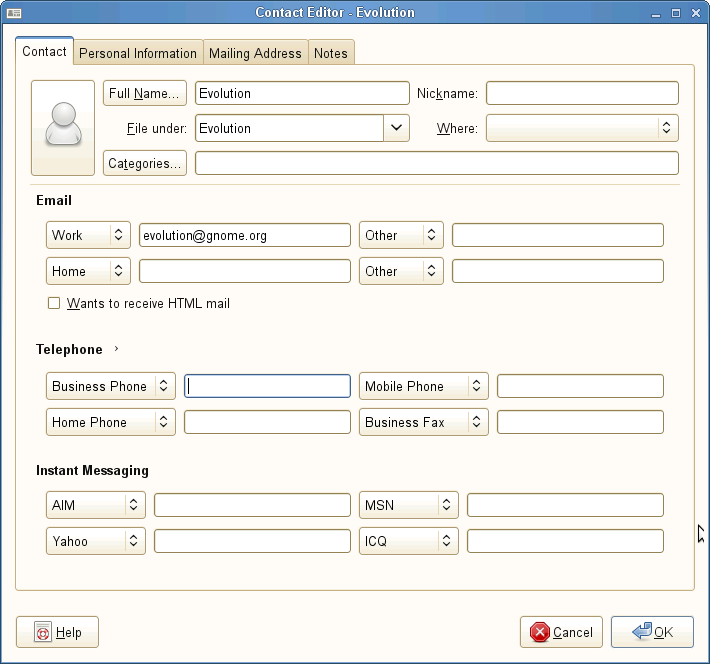 Contact Editor - Evolution
Contact Personal Information Mailing Address Notes
Full Name... Evolution Nickname:
File under: Evolution Where:
Categories...
Email
Work evolution@gnome.org Other
Home Other
Wants to receive HTML mail
Telephone
Business Phone Mobile Phone
Home Phone Business Fax
Instant Messaging
AIM MSN
Yahoo ICQ
Help Cancel OK